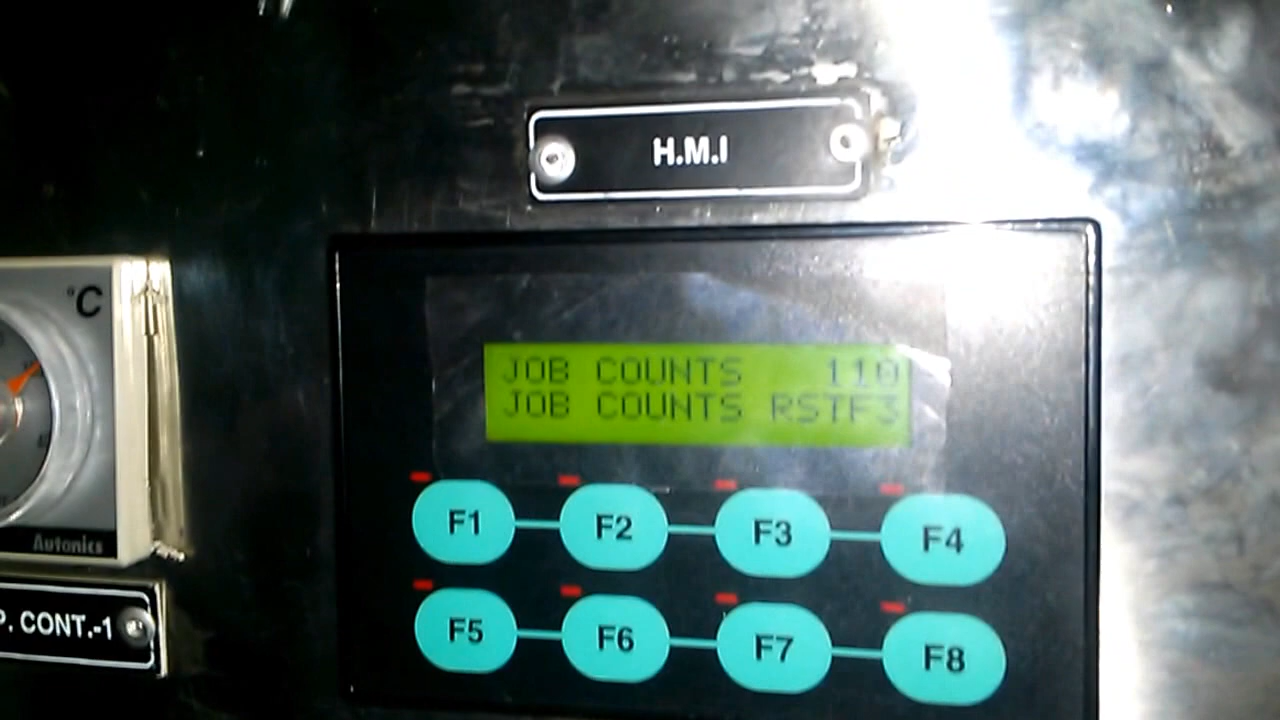 H.M.I
°C
JOB COUNTS 110
JOB COUNTS RSTF3
F1 F2 F3 F4
Autonics
P. CONT.-1
F5 F6 F7 F8